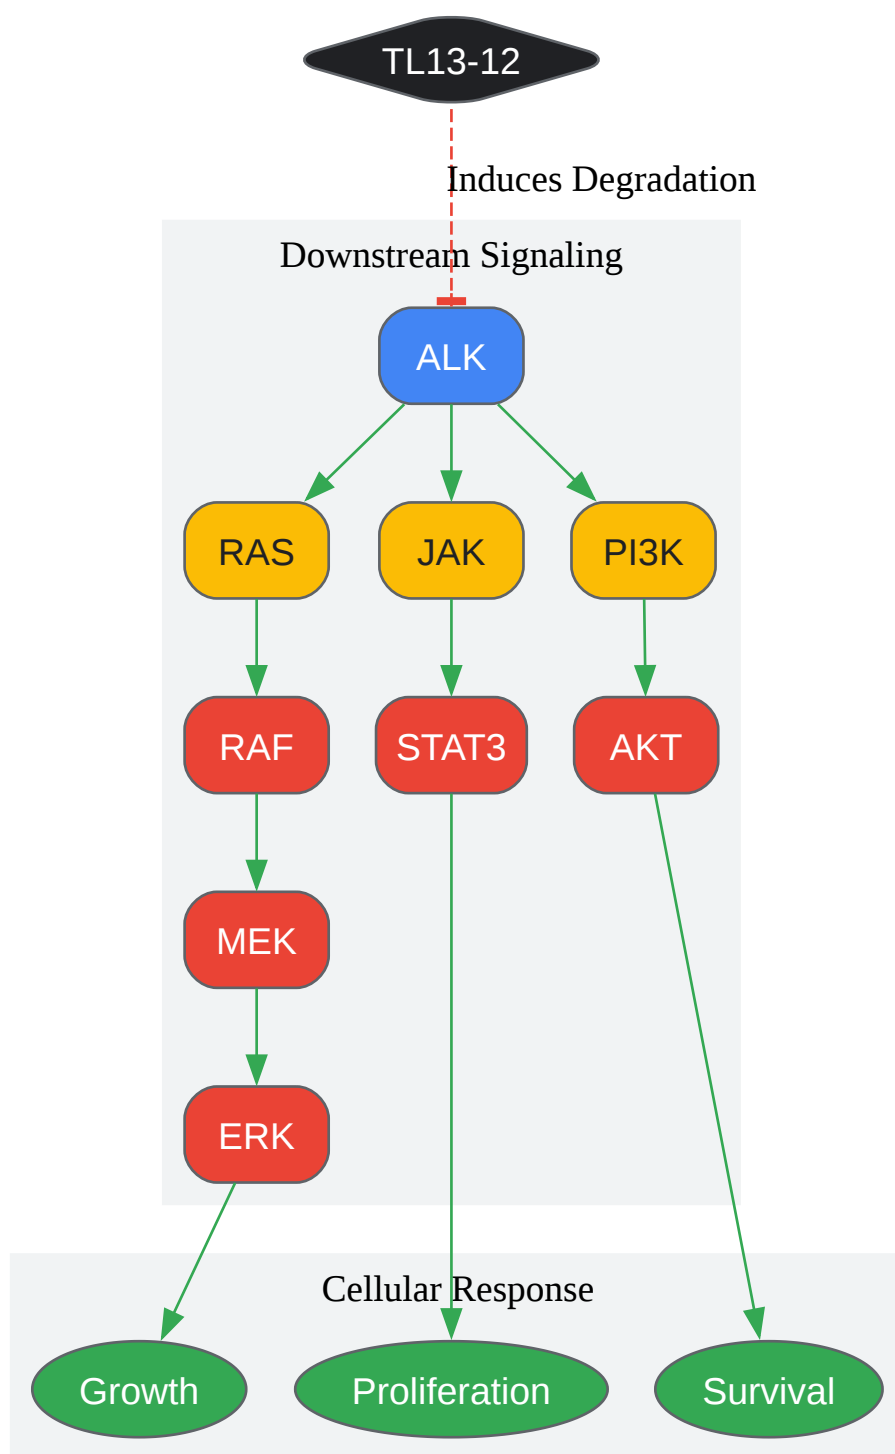 TL13-12
Induces Degradation
Downstream Signaling
ALK
RAS
JAK
PI3K
RAF
STAT3
AKT
MEK
ERK
Cellular Response
Growth
Proliferation
Survival